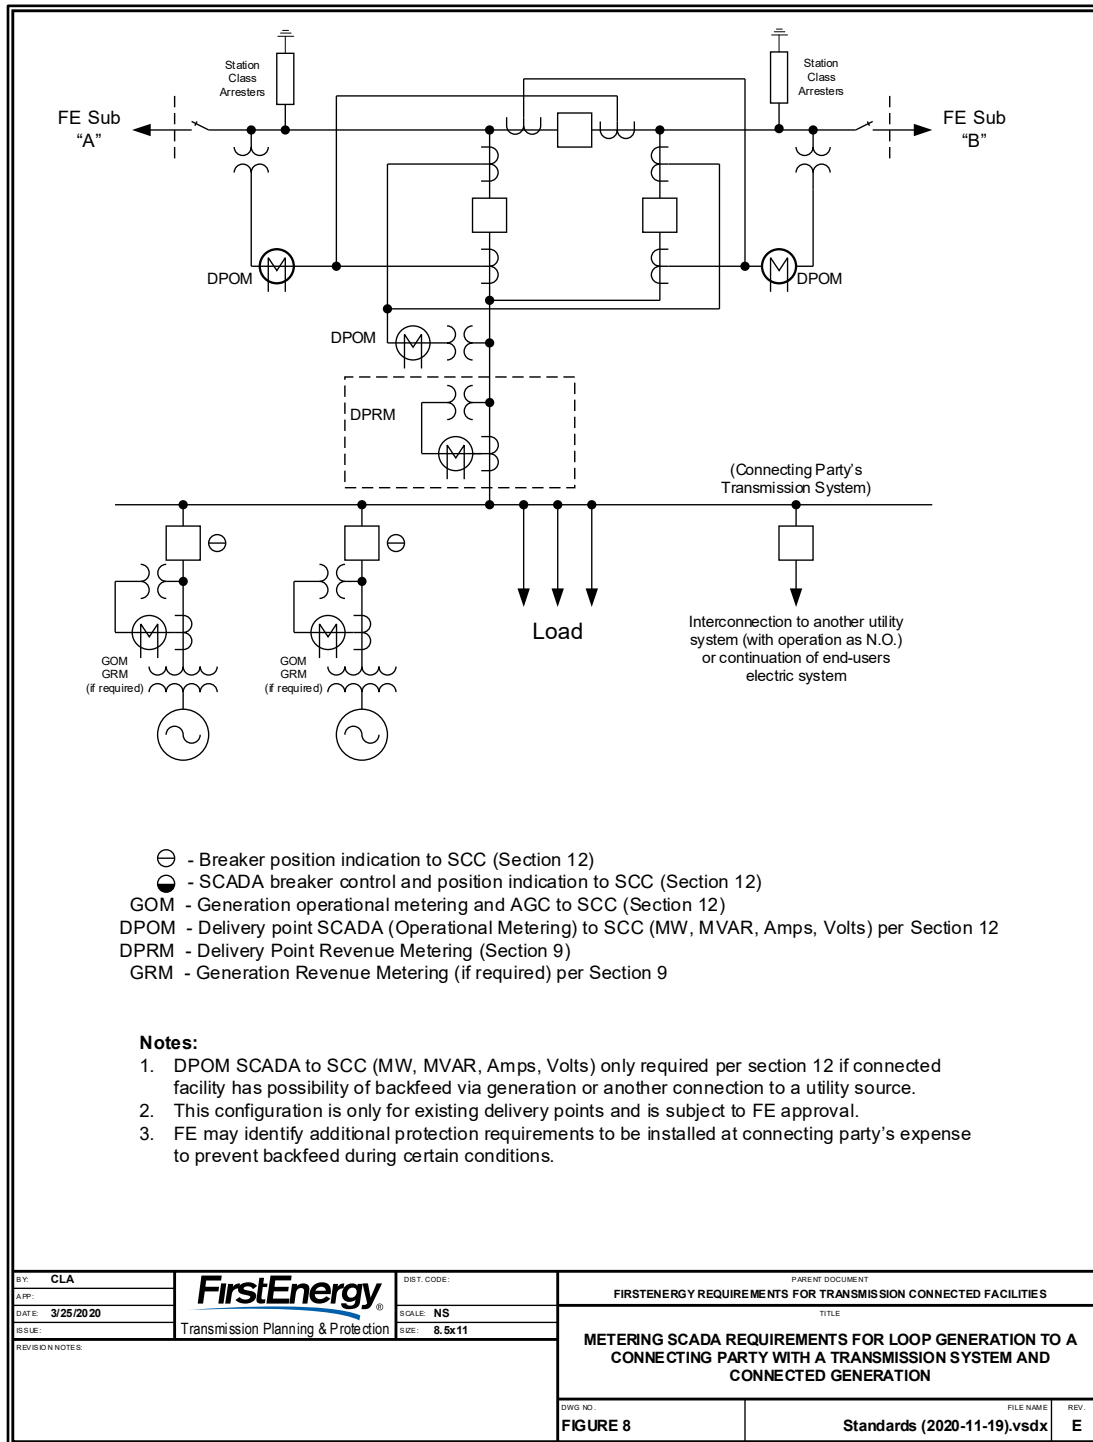 Station
Class
Arresters
Station
Class
Arresters
FE Sub
"A"
FE Sub
"B"
DPOM
DPOM
DPOM
DPRM
(Connecting Party's
Transmission System)
Load
Interconnection to another utility
system (with operation as N.O.)
or continuation of end-users
electric system
GOM
GRM
(if required)
GOM
GRM
(if required)
- Breaker position indication to SCC (Section 12)
- SCADA breaker control and position indication to SCC (Section 12)
GOM - Generation operational metering and AGC to SCC (Section 12)
DPOM - Delivery point SCADA (Operational Metering) to SCC (MW, MVAR, Amps, Volts) per Section 12
DPRM - Delivery Point Revenue Metering (Section 9)
GRM - Generation Revenue Metering (if required) per Section 9
Notes:
1. DPOM SCADA to SCC (MW, MVAR, Amps, Volts) only required per section 12 if connected
facility has possibility of backfeed via generation or another connection to a utility source.
2. This configuration is only for existing delivery points and is subject to FE approval.
3. FE may identify additional protection requirements to be installed at connecting party's expense
to prevent backfeed during certain conditions.
BY: CLA
APP:
DATE: 3/25/2020
ISSUE:
REVISION NOTES:
FirstEnergy®
Transmission Planning & Protection
DIST. CODE:
SCALE: NS
SIZE: 8.5x11
PARENT DOCUMENT
FIRSTENERGY REQUIREMENTS FOR TRANSMISSION CONNECTED FACILITIES
TITLE
METERING SCADA REQUIREMENTS FOR LOOP GENERATION TO A
CONNECTING PARTY WITH A TRANSMISSION SYSTEM AND
CONNECTED GENERATION
DWG NO.
FIGURE 8
FILE NAME
Standards (2020-11-19).vsdx
REV.
E